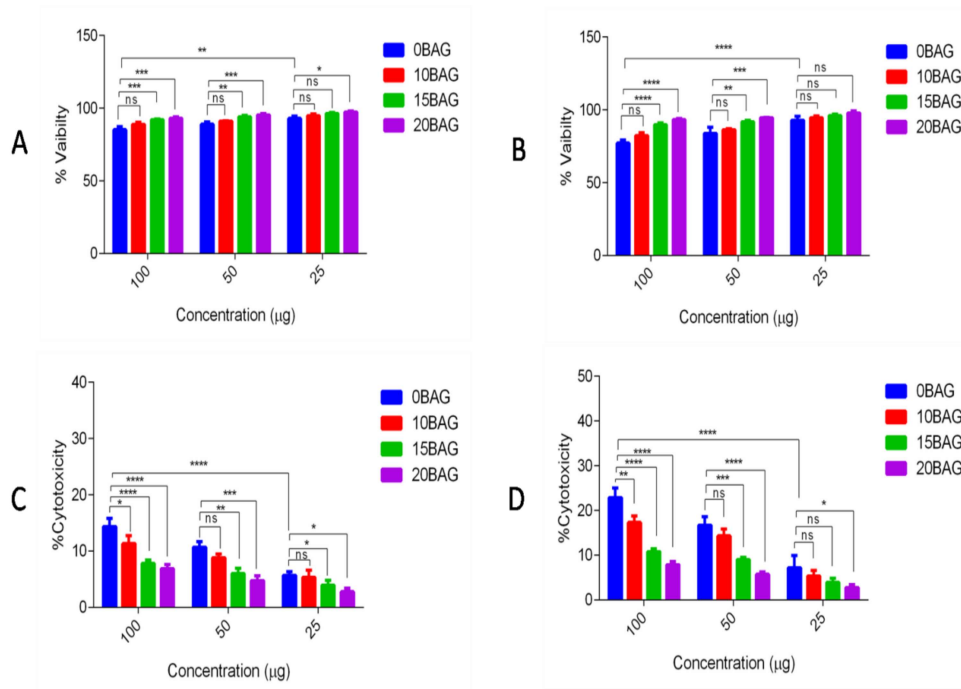 A
% Vaibilty
150
100
50
0
**
***
***
ns
***
**
ns
*
ns
ns
100
50
25
Concentration (µg)
0BAG
10BAG
15BAG
20BAG
B
% Viability
150
100
50
0
****
****
****
ns
***
**
ns
ns
ns
ns
100
50
25
Concentration (µg)
0BAG
10BAG
15BAG
20BAG
C
%Cytotoxicity
40
30
20
10
0
****
****
****
*
***
**
ns
*
*
ns
100
50
25
Concentration (µg)
0BAG
10BAG
15BAG
20BAG
D
%Cytotoxicity
50
40
30
20
10
0
****
****
****
**
****
***
ns
*
ns
ns
100
50
25
Concentration (µg)
0BAG
10BAG
15BAG
20BAG